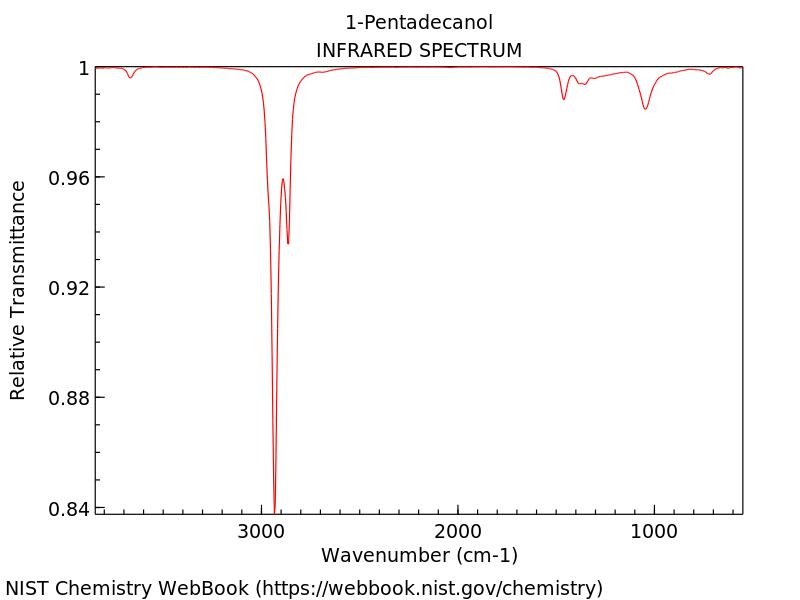 1-Pentadecanol
INFRARED SPECTRUM
1
0.96
0.92
0.88
0.84
Relative Transmittance
3000 2000 1000
Wavenumber (cm-1)
NIST Chemistry WebBook (https://webbook.nist.gov/chemistry)